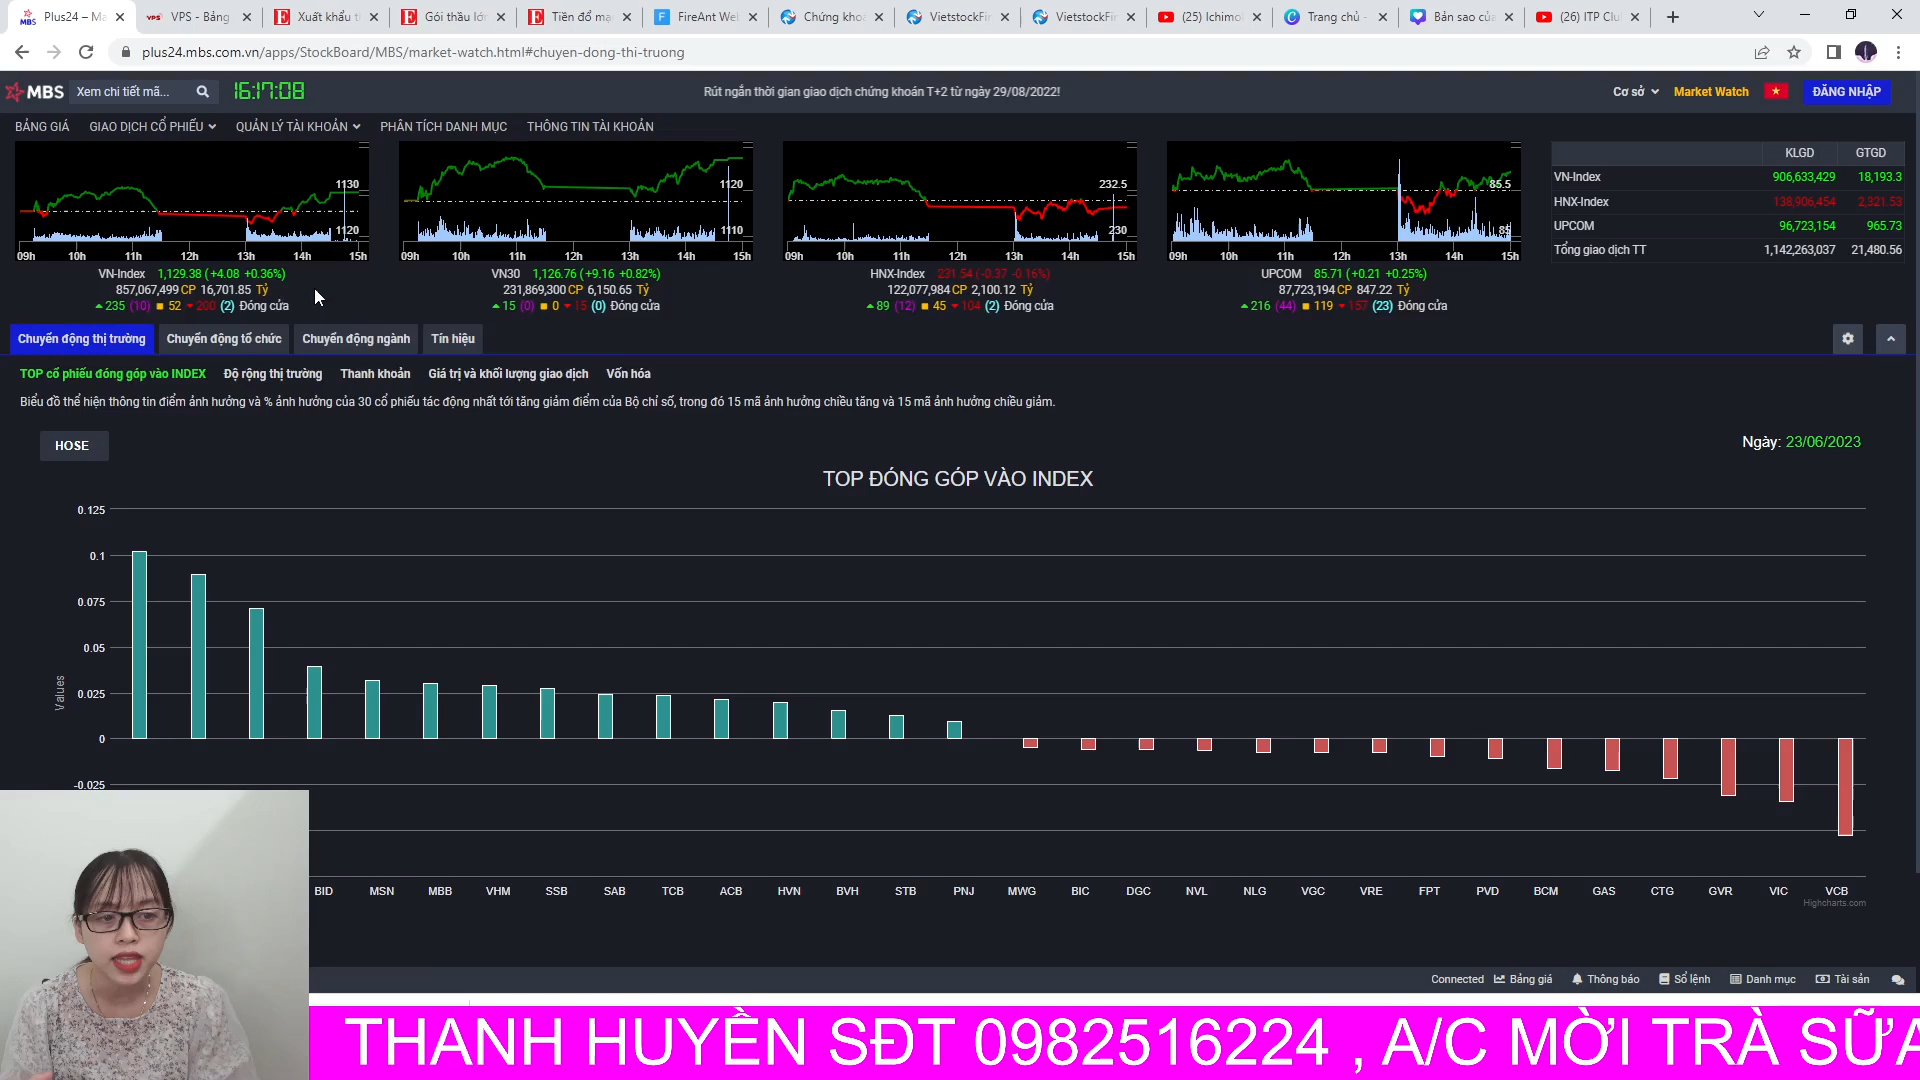 Plus24 – Ma
VPS - Bảng
Xuất khẩu t
Gói thầu lớ
Tiền đổ mạ
FireAnt Wel
Chứng kho
VietstockFi
VietstockFi
(25) Ichimo
Trang chủ -
Bản sao củ
(26) ITP Clu
plus24.mbs.com.vn/apps/StockBoard/MBS/market-watch.html#chuyen-dong-thi-truong
MBS
Xem chi tiết mã...
16:17:08
Rút ngắn thời gian giao dịch chứng khoán T+2 từ ngày 29/08/2022!
Cơ sở
Market Watch
ĐĂNG NHẬP
BẢNG GIÁ
GIAO DỊCH CỔ PHIẾU
QUẢN LÝ TÀI KHOẢN
PHÂN TÍCH DANH MỤC
THÔNG TIN TÀI KHOẢN
1130
1120
09h 10h 11h 12h 13h 14h 15h
VN-Index 1,129.38 (+4.08 +0.36%)
857,067,499 CP 16,701.85 Tỷ
235 (10) 52 200 (2) Đóng cửa
1120
1110
09h 10h 11h 12h 13h 14h 15h
VN30 1,126.76 (+9.16 +0.82%)
231,869,300 CP 6,150.65 Tỷ
15 (0) 0 15 (0) Đóng cửa
232.5
230
09h 10h 11h 12h 13h 14h 15h
HNX-Index 231.54 (-0.37 -0.16%)
122,077,984 CP 2,100.12 Tỷ
89 (12) 45 104 (2) Đóng cửa
85.5
85
09h 10h 11h 12h 13h 14h 15h
UPCOM 85.71 (+0.21 +0.25%)
87,723,194 CP 847.22 Tỷ
216 (44) 119 157 (23) Đóng cửa
KLGD GTGD
VN-Index 906,633,429 18,193.3
HNX-Index 138,906,454 2,321.53
UPCOM 96,723,154 965.73
Tổng giao dịch TT 1,142,263,037 21,480.56
Chuyển động thị trường
Chuyển động tổ chức
Chuyển động ngành
Tín hiệu
TOP cổ phiếu đóng góp vào INDEX
Độ rộng thị trường
Thanh khoản
Giá trị và khối lượng giao dịch
Vốn hóa
Biểu đồ thể hiện thông tin điểm ảnh hưởng và % ảnh hưởng của 30 cổ phiếu tác động nhất tới tăng giảm điểm của Bộ chỉ số, trong đó 15 mã ảnh hưởng chiều tăng và 15 mã ảnh hưởng chiều giảm.
HOSE
Ngày: 23/06/2023
TOP ĐÓNG GÓP VÀO INDEX
0.125
0.1
0.075
0.05
0.025
0
-0.025
Values
BID MSN MBB VHM SSB SAB TCB ACB HVN BVH STB PNJ MWG BIC DGC NVL NLG VGC VRE FPT PVD BCM GAS CTG GVR VIC VCB
Highcharts.com
Connected
Bảng giá
Thông báo
Sổ lệnh
Danh mục
Tài sản
THANH HUYỀN SĐT 0982516224 , A/C MỜI TRÀ SỮA